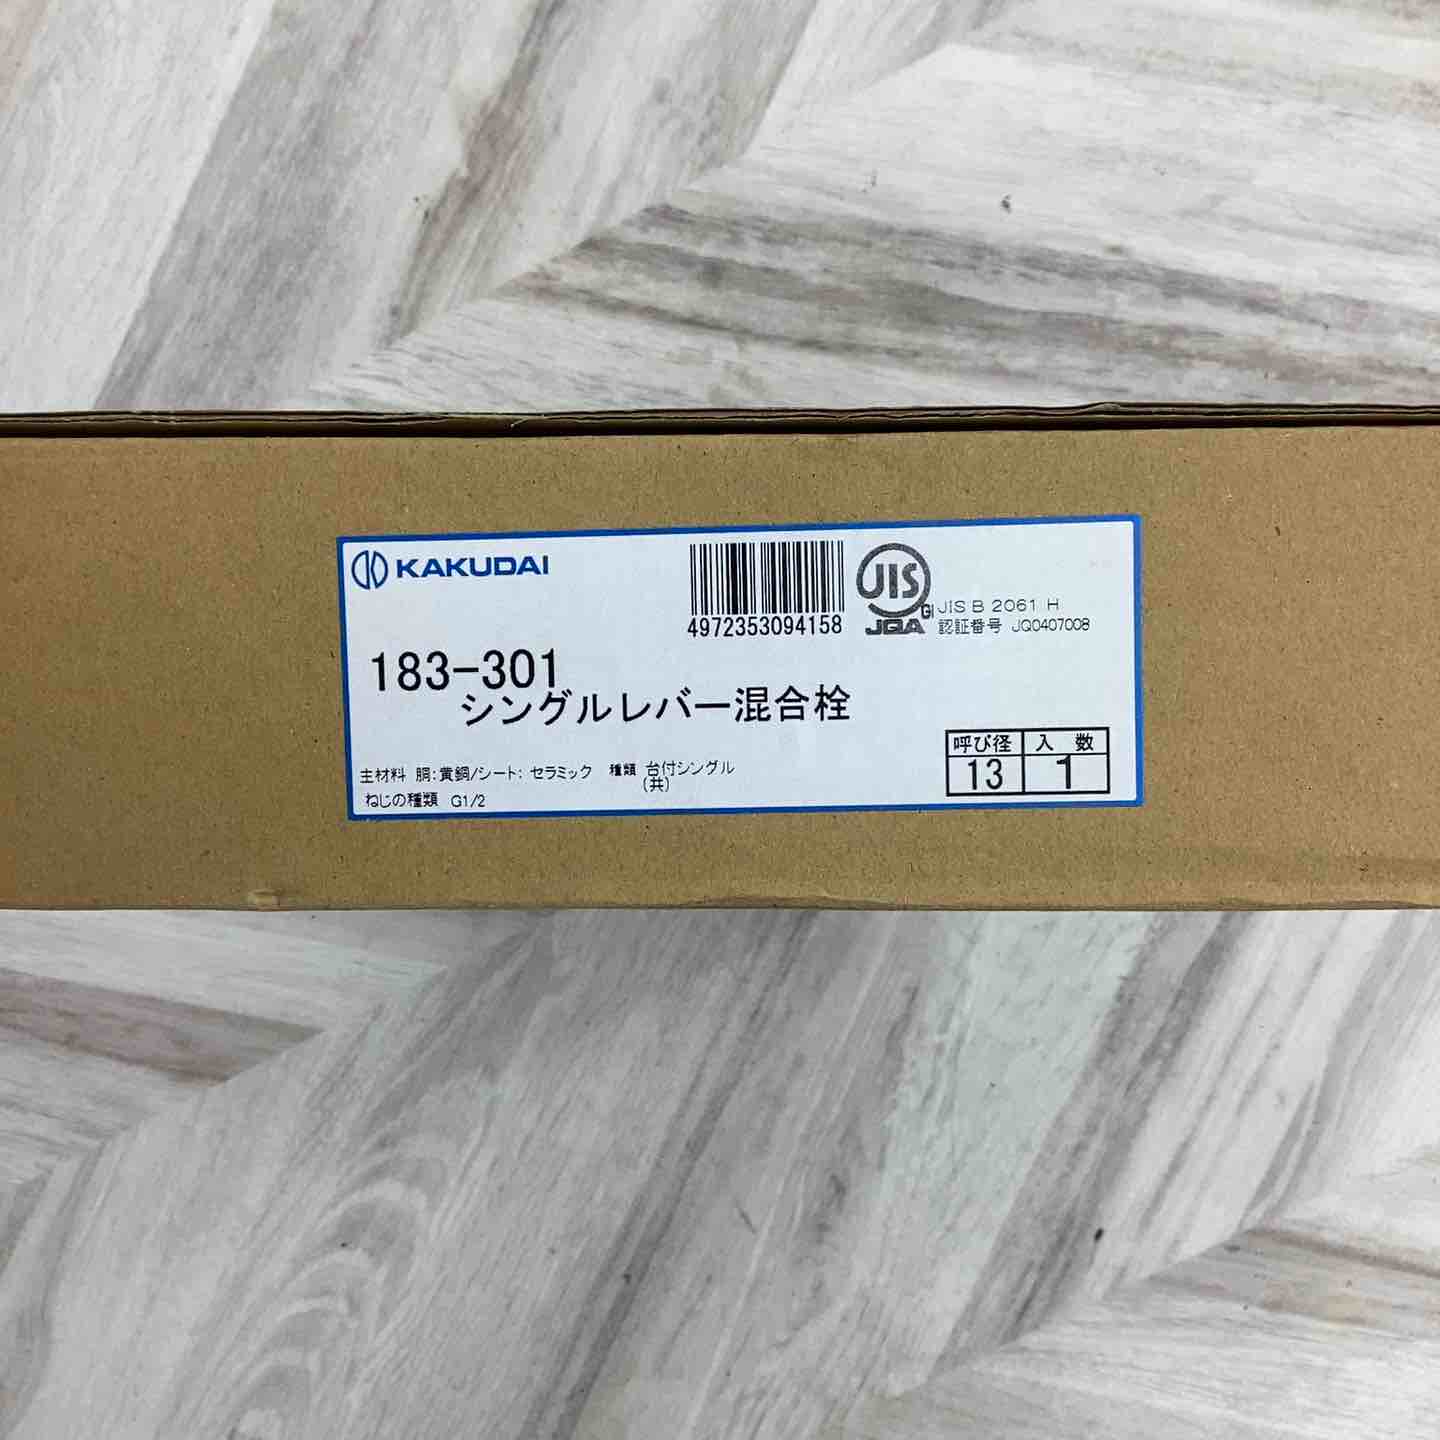 KAKUDAI
4972353094158
JIS
JQA
GI
JIS B 2061 H
認証番号 JQ0407008
183-301
シングルレバー混合栓
呼び径 入数
13 1
主材料 胴:黄銅/シート:セラミック 種類 台付シングル
(共)
ねじの種類 G1/2